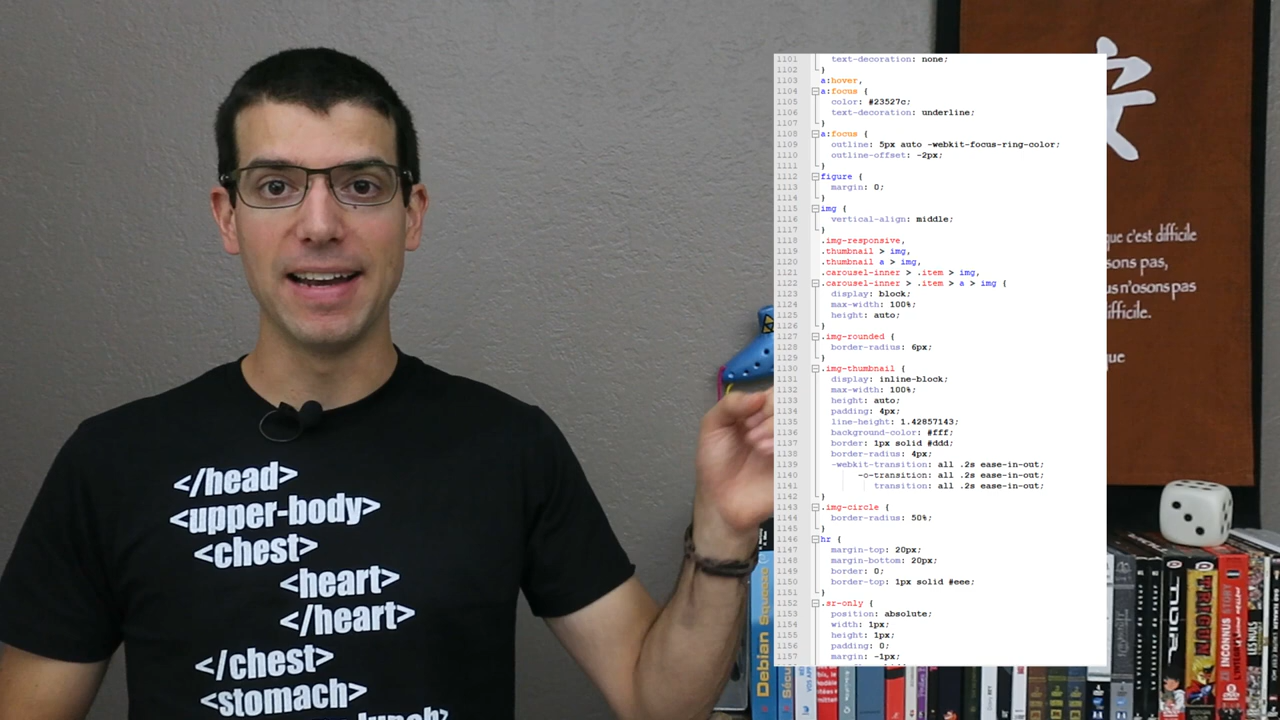 </head>
<upper-body>
<chest>
<heart>
</heart>
</chest>
<stomach>
1101 text-decoration: none;
1102 }
1103 a:hover,
1104 a:focus {
1105 color: #23527c;
1106 text-decoration: underline;
1107 }
1108 a:focus {
1109 outline: 5px auto -webkit-focus-ring-color;
1110 outline-offset: -2px;
1111 }
1112 figure {
1113 margin: 0;
1114 }
1115 img {
1116 vertical-align: middle;
1117 }
1118 .img-responsive,
1119 .thumbnail > img,
1120 .thumbnail a > img,
1121 .carousel-inner > .item > img,
1122 .carousel-inner > .item > a > img {
1123 display: block;
1124 max-width: 100%;
1125 height: auto;
1126 }
1127 .img-rounded {
1128 border-radius: 6px;
1129 }
1130 .img-thumbnail {
1131 display: inline-block;
1132 max-width: 100%;
1133 height: auto;
1134 padding: 4px;
1135 line-height: 1.42857143;
1136 background-color: #fff;
1137 border: 1px solid #ddd;
1138 border-radius: 4px;
1139 -webkit-transition: all .2s ease-in-out;
1140 -o-transition: all .2s ease-in-out;
1141 transition: all .2s ease-in-out;
1142 }
1143 .img-circle {
1144 border-radius: 50%;
1145 }
1146 hr {
1147 margin-top: 20px;
1148 margin-bottom: 20px;
1149 border: 0;
1150 border-top: 1px solid #eee;
1151 }
1152 .sr-only {
1153 position: absolute;
1154 width: 1px;
1155 height: 1px;
1156 padding: 0;
1157 margin: -1px;
安
que c'est difficile
sons pas,
n'osons pas
difficile.
Debian Squeeze
NOIR
TRIGUN
INCONNUS STORY